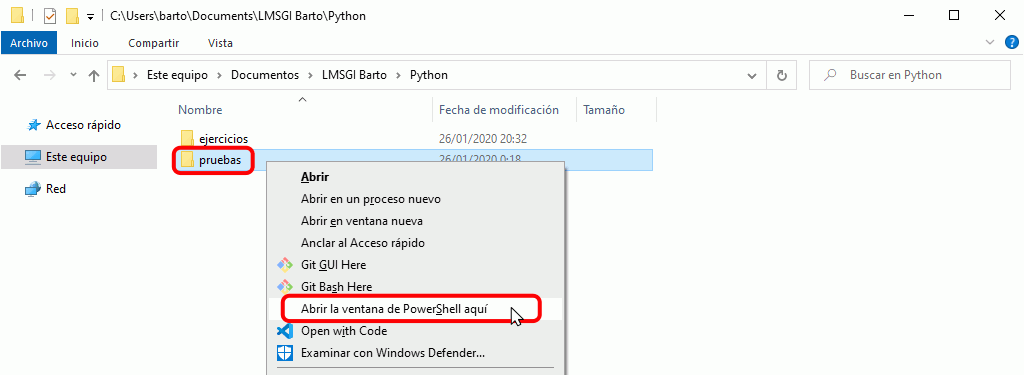 C:\Users\barto\Documents\LMSGI Barto\Python
Archivo Inicio Compartir Vista
Este equipo Documentos LMSGI Barto Python Buscar en Python
Nombre Fecha de modificación Tamaño
Acceso rápido
Este equipo
Red
ejercicios 26/01/2020 20:32
pruebas 26/01/2020 0:18
Abrir
Abrir en un proceso nuevo
Abrir en ventana nueva
Anclar al Acceso rápido
Git GUI Here
Git Bash Here
Abrir la ventana de PowerShell aquí
Open with Code
Examinar con Windows Defender...